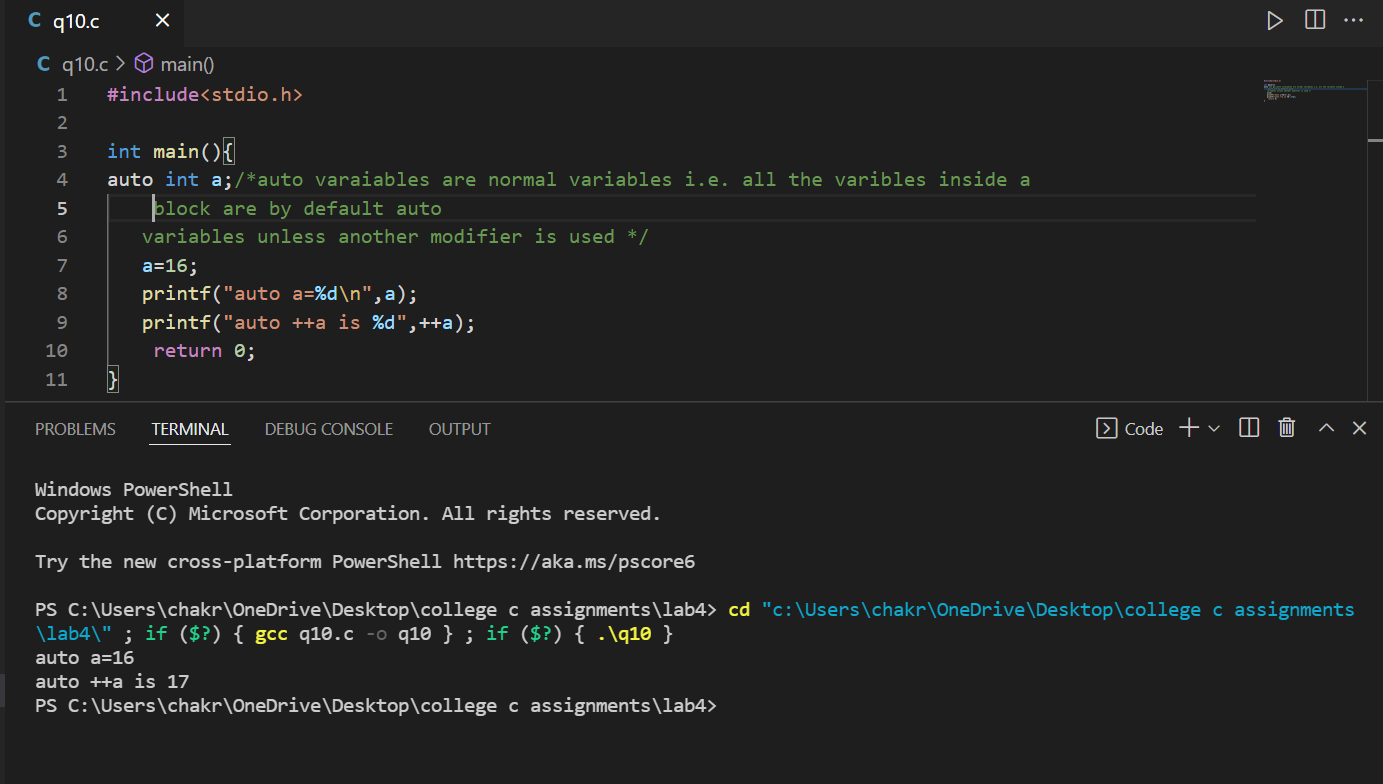 C q10.c
C q10.c > main()
1 #include<stdio.h>
2
3 int main(){
4 auto int a;/*auto varaiables are normal variables i.e. all the varibles inside a
5     block are by default auto
6    variables unless another modifier is used */
7    a=16;
8    printf("auto a=%d\n",a);
9    printf("auto ++a is %d",++a);
10     return 0;
11 }
PROBLEMS TERMINAL DEBUG CONSOLE OUTPUT Code
Windows PowerShell
Copyright (C) Microsoft Corporation. All rights reserved.
Try the new cross-platform PowerShell https://aka.ms/pscore6
PS C:\Users\chakr\OneDrive\Desktop\college c assignments\lab4> cd "c:\Users\chakr\OneDrive\Desktop\college c assignments
\lab4\" ; if ($?) { gcc q10.c -o q10 } ; if ($?) { .\q10 }
auto a=16
auto ++a is 17
PS C:\Users\chakr\OneDrive\Desktop\college c assignments\lab4>